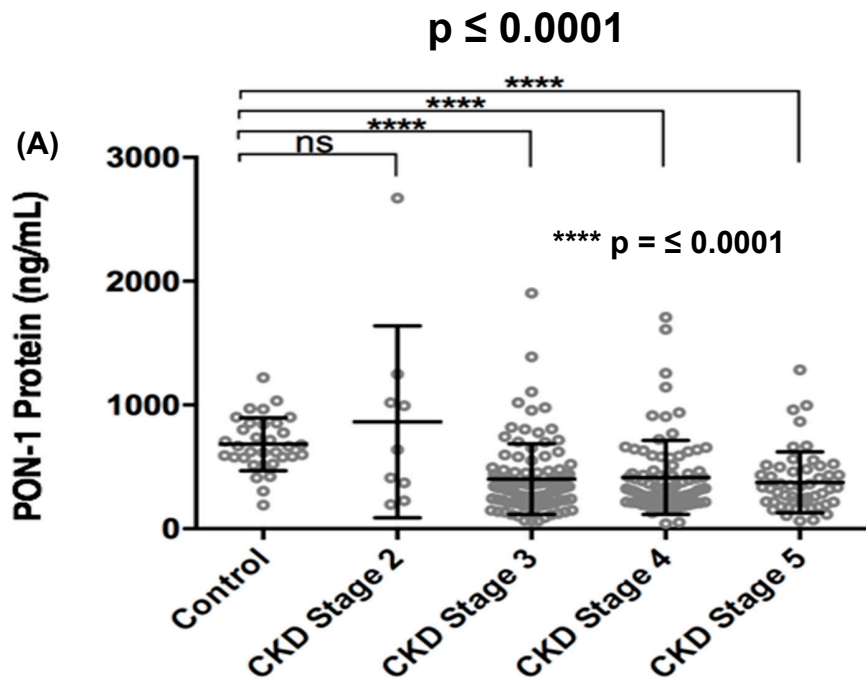 p ≤ 0.0001
****
****
****
ns
(A)
3000
2000
1000
0
PON-1 Protein (ng/mL)
**** p = ≤ 0.0001
Control
CKD Stage 2
CKD Stage 3
CKD Stage 4
CKD Stage 5